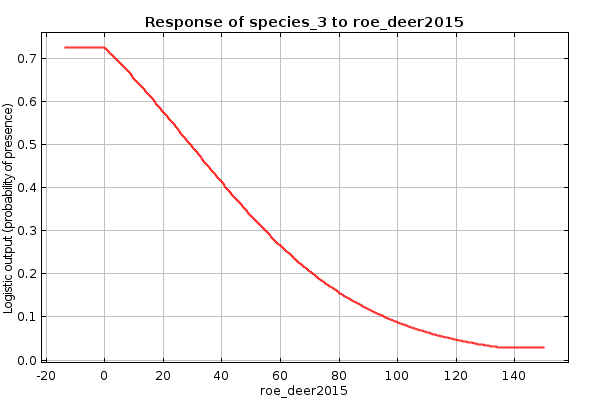 Response of species_3 to roe_deer2015
Logistic output (probability of presence)
0.7
0.6
0.5
0.4
0.3
0.2
0.1
0.0
-20 0 20 40 60 80 100 120 140
roe_deer2015